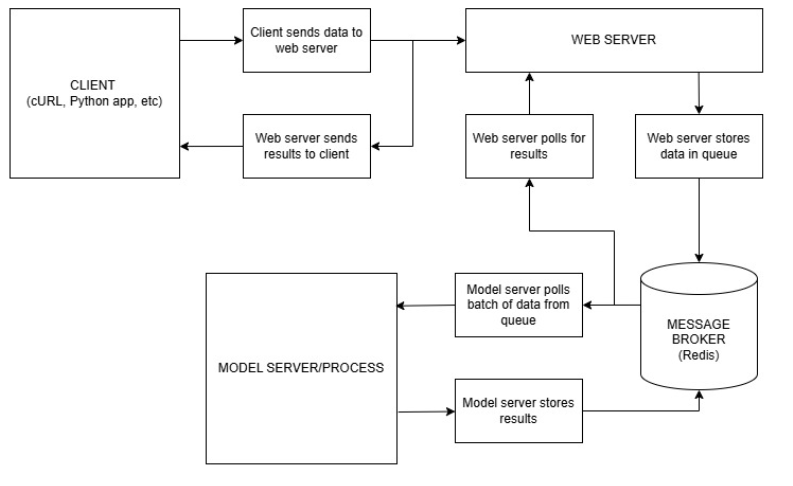 CLIENT
(cURL, Python app, etc)
Client sends data to
web server
WEB SERVER
Web server sends
results to client
Web server polls for
results
Web server stores
data in queue
MODEL SERVER/PROCESS
Model server polls
batch of data from
queue
MESSAGE
BROKER
(Redis)
Model server stores
results